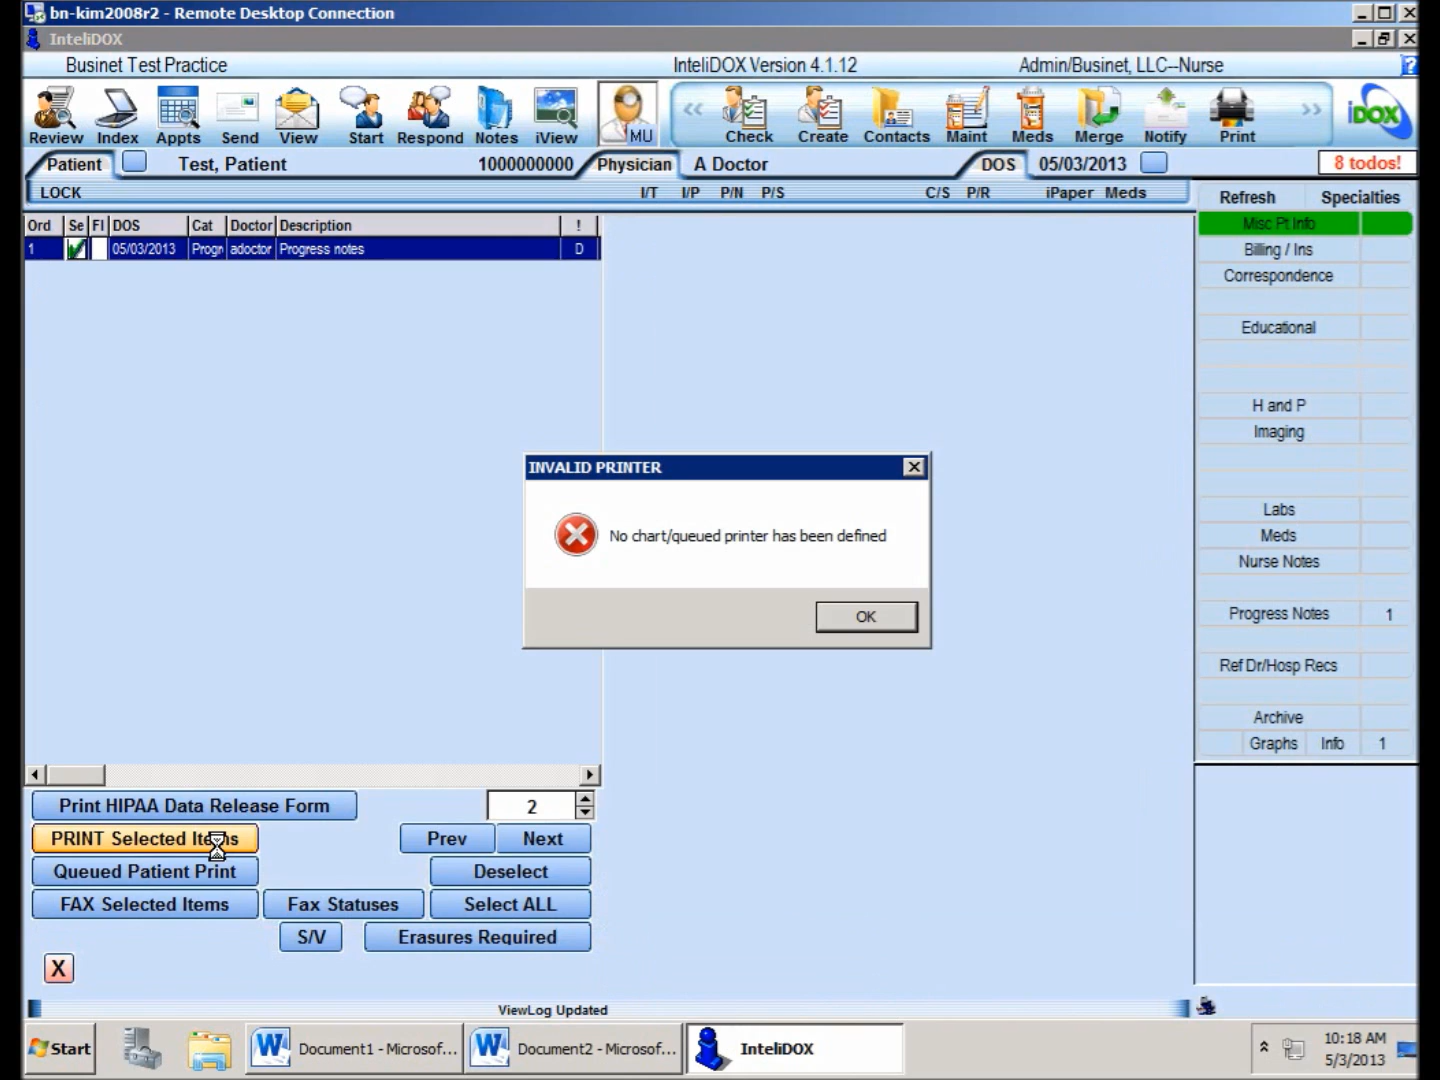 bn-kim2008r2 - Remote Desktop Connection
InteliDOX
Businet Test Practice InteliDOX Version 4.1.12 Admin/Businet, LLC--Nurse ?
Review Index Appts Send View Start Respond Notes iView MU Check Create Contacts Maint Meds Merge Notify Print iDOX
Patient Test, Patient 1000000000 Physician A Doctor DOS 05/03/2013 8 todos!
LOCK I/T I/P P/N P/S C/S P/R iPaper Meds
Refresh Specialties
Ord Se Fl DOS Cat Doctor Description !
1 05/03/2013 Progr adoctor Progress notes D
Misc Pt Info
Billing / Ins
Correspondence
Educational
H and P
Imaging
Labs
Meds
Nurse Notes
Progress Notes 1
Ref Dr/Hosp Recs
Archive
Graphs Info 1
INVALID PRINTER
No chart/queued printer has been defined
OK
Print HIPAA Data Release Form 2
PRINT Selected Items Prev Next
Queued Patient Print Deselect
FAX Selected Items Fax Statuses Select ALL
S/V Erasures Required
X
ViewLog Updated
Start Document1 - Microsof... Document2 - Microsof... InteliDOX
10:18 AM
5/3/2013